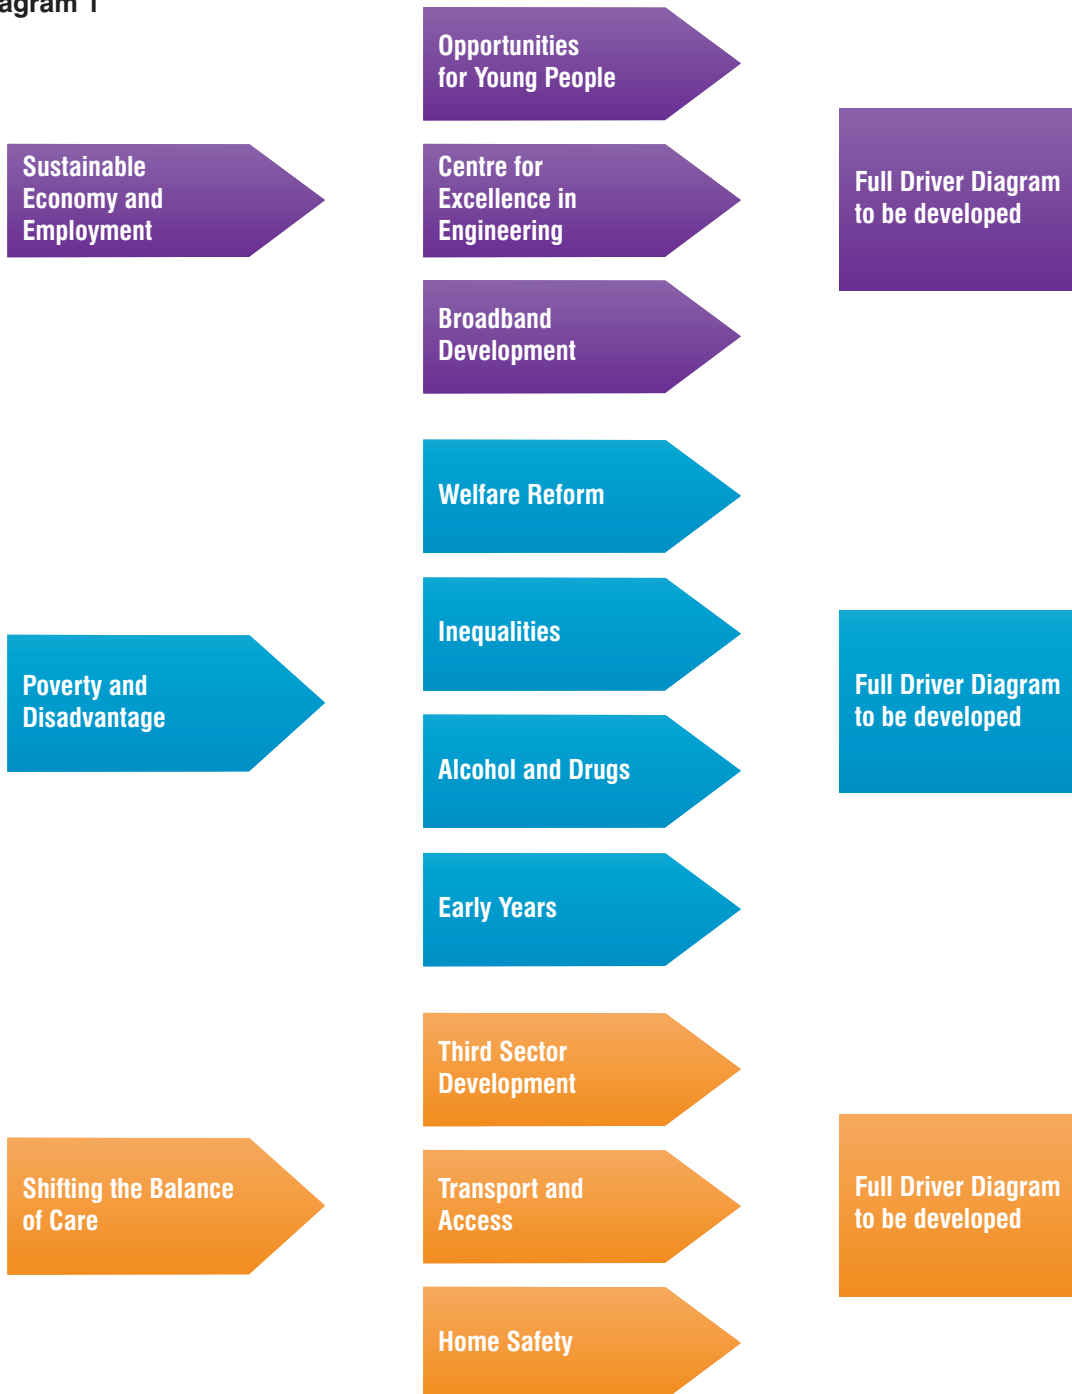 agram 1
Opportunities
for Young People
Sustainable
Economy and
Employment
Centre for
Excellence in
Engineering
Full Driver Diagram
to be developed
Broadband
Development
Welfare Reform
Inequalities
Poverty and
Disadvantage
Full Driver Diagram
to be developed
Alcohol and Drugs
Early Years
Third Sector
Development
Shifting the Balance
of Care
Transport and
Access
Full Driver Diagram
to be developed
Home Safety